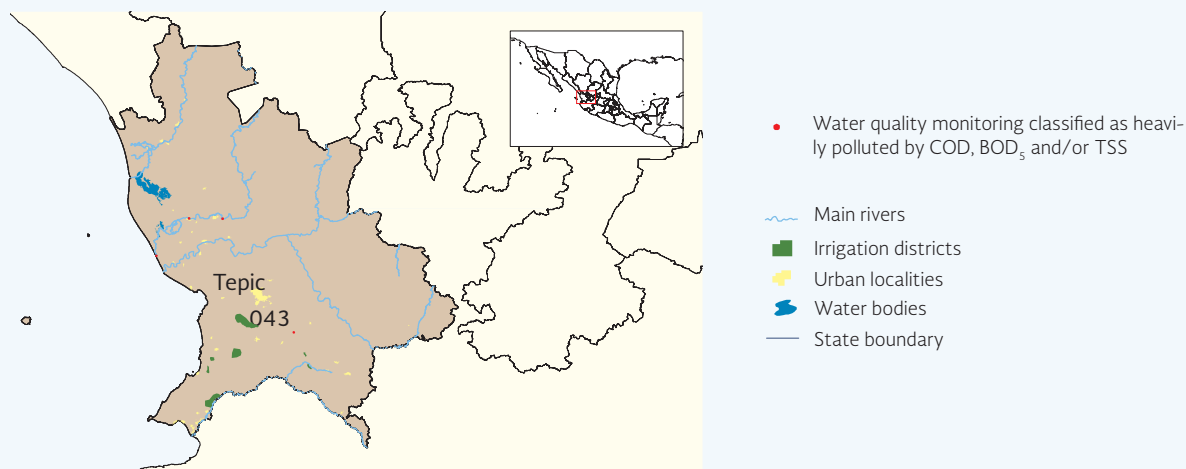 Tepic
043
Water quality monitoring classified as heavi-
ly polluted by COD, BOD₅ and/or TSS
Main rivers
Irrigation districts
Urban localities
Water bodies
State boundary